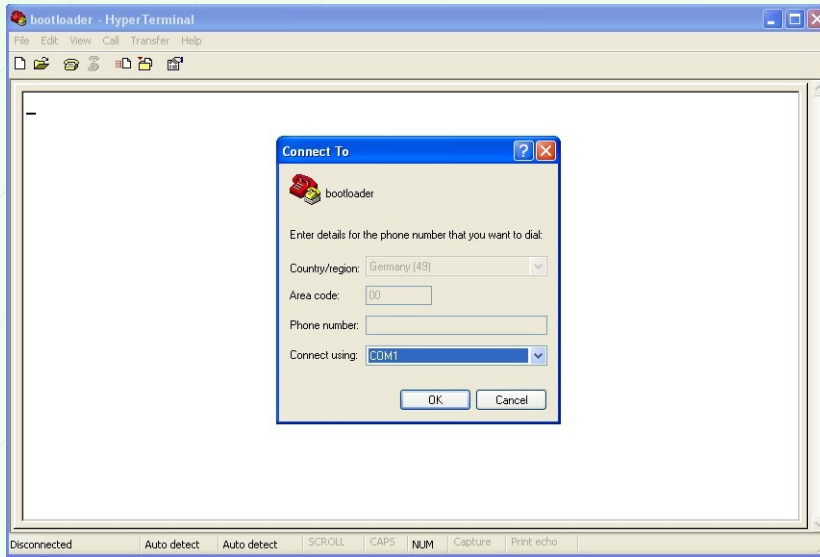 bootloader - HyperTerminal
File Edit View Call Transfer Help
Connect To
bootloader
Enter details for the phone number that you want to dial:
Country/region: Germany (49)
Area code: 00
Phone number:
Connect using: COM1
OK Cancel
Disconnected Auto detect Auto detect SCROLL CAPS NUM Capture Print echo